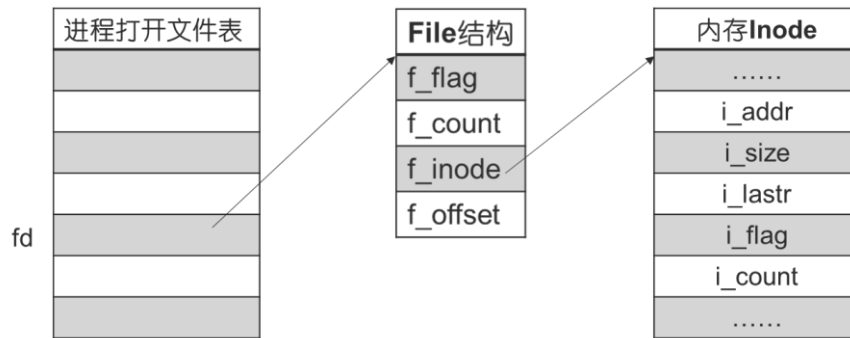 进程打开文件表
fd
File结构
f_flag
f_count
f_inode
f_offset
内存Inode
……
i_addr
i_size
i_lastr
i_flag
i_count
……